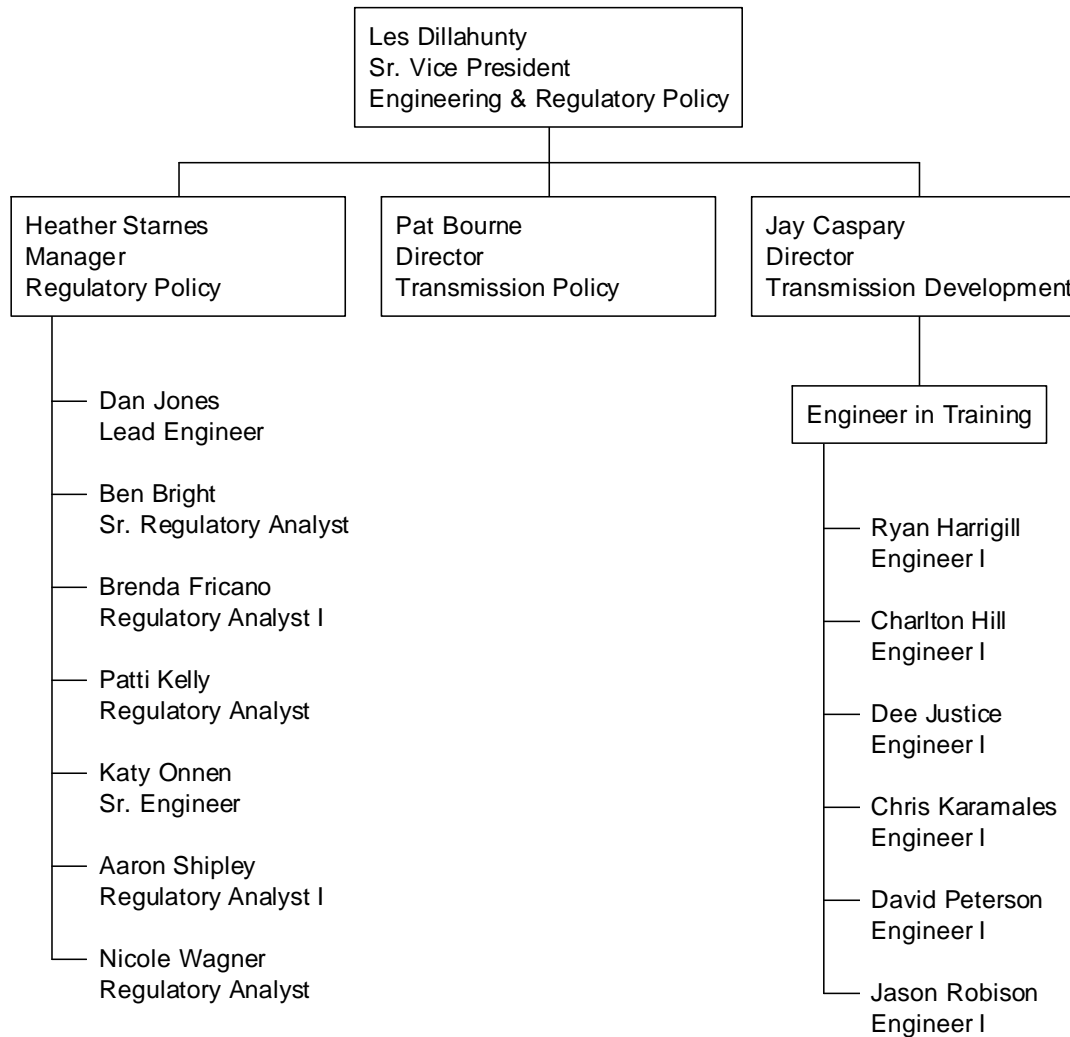 Les Dillahunty
Sr. Vice President
Engineering & Regulatory Policy
Heather Starnes
Manager
Regulatory Policy
Pat Bourne
Director
Transmission Policy
Jay Caspary
Director
Transmission Development
Dan Jones
Lead Engineer
Ben Bright
Sr. Regulatory Analyst
Brenda Fricano
Regulatory Analyst I
Patti Kelly
Regulatory Analyst
Katy Onnen
Sr. Engineer
Aaron Shipley
Regulatory Analyst I
Nicole Wagner
Regulatory Analyst
Engineer in Training
Ryan Harrigill
Engineer I
Charlton Hill
Engineer I
Dee Justice
Engineer I
Chris Karamales
Engineer I
David Peterson
Engineer I
Jason Robison
Engineer I